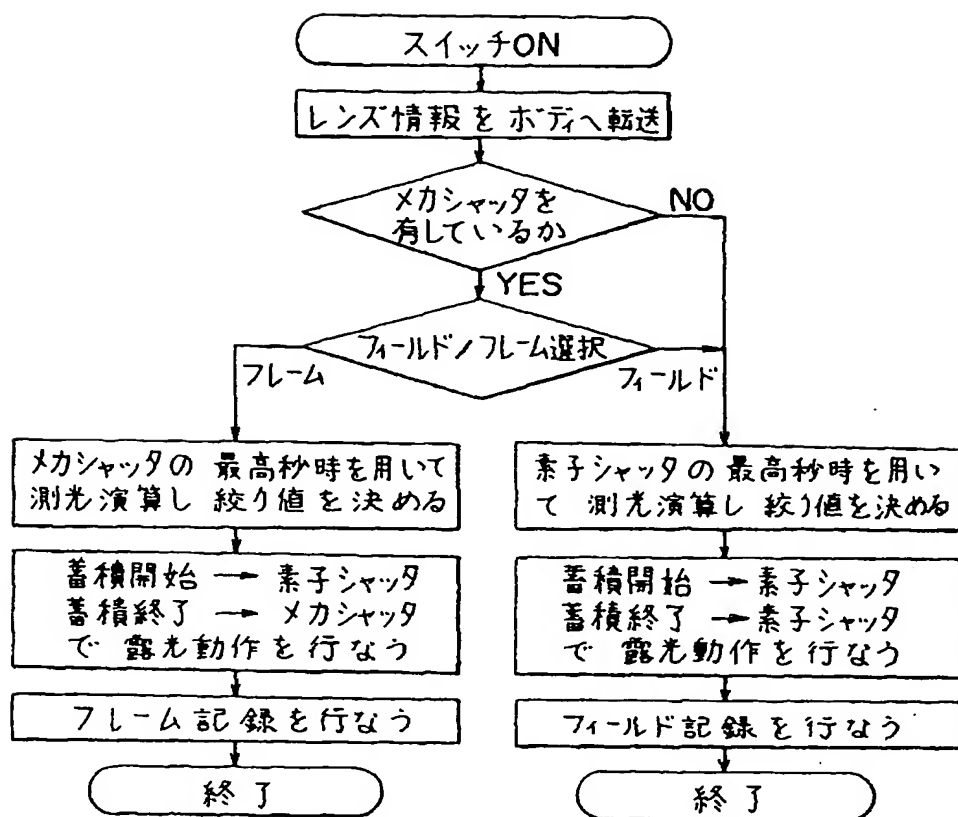 スイッチON
レンズ情報をボディへ転送
メカシャッタを
有しているか
NO
YES
フィールド/フレーム選択
フレーム
フィールド
メカシャッタの最高秒時を用いて
測光演算し絞り値を決める
蓄積開始→素子シャッタ
蓄積終了→メカシャッタ
で露光動作を行なう
フレーム記録を行なう
終了
素子シャッタの最高秒時を用い
て測光演算し絞り値を決める
蓄積開始→素子シャッタ
蓄積終了→素子シャッタ
で露光動作を行なう
フィールド記録を行なう
終了